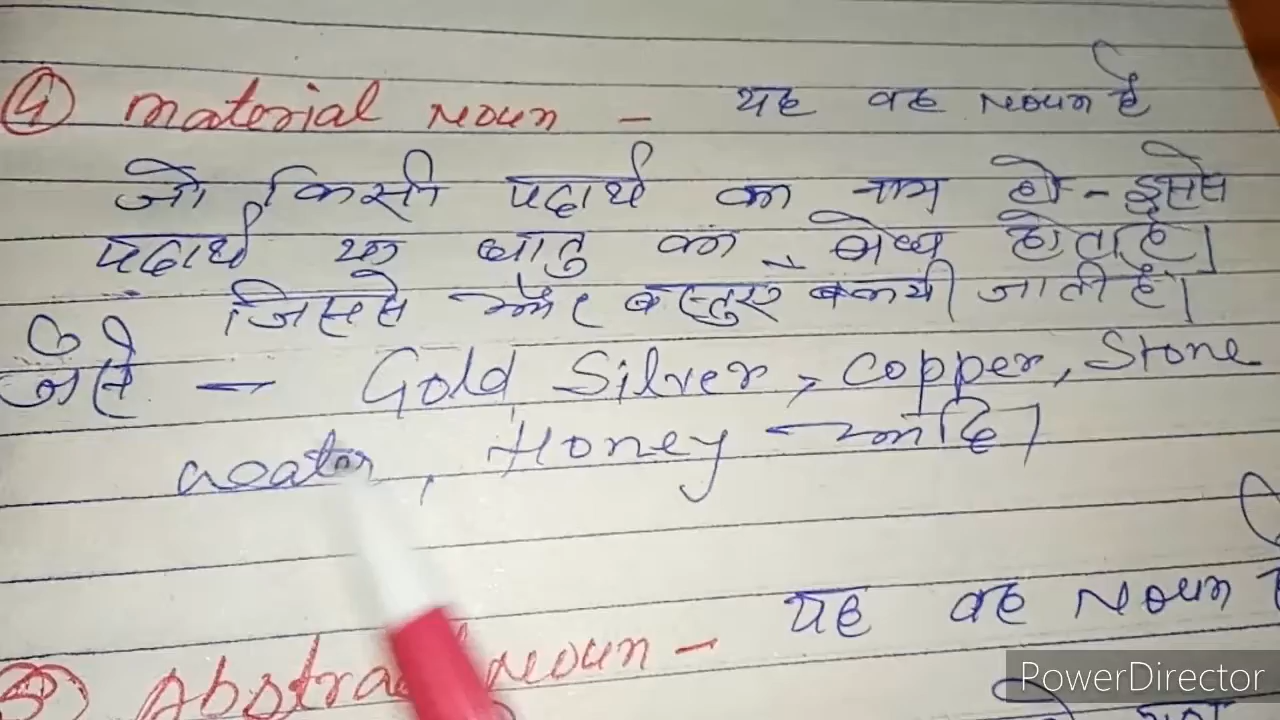 ④ Material Noun - यह वह Noun है
जो किसी पदार्थ का नाम हो - इससे
पदार्थ या धातु का बोध होता है।
जिससे और वस्तुएं बनायी जाती है।
जैसे - Gold, Silver, Copper, Stone
water, Honey आदि।
यह वह Noun
⑤ Abstra Noun -
PowerDirector